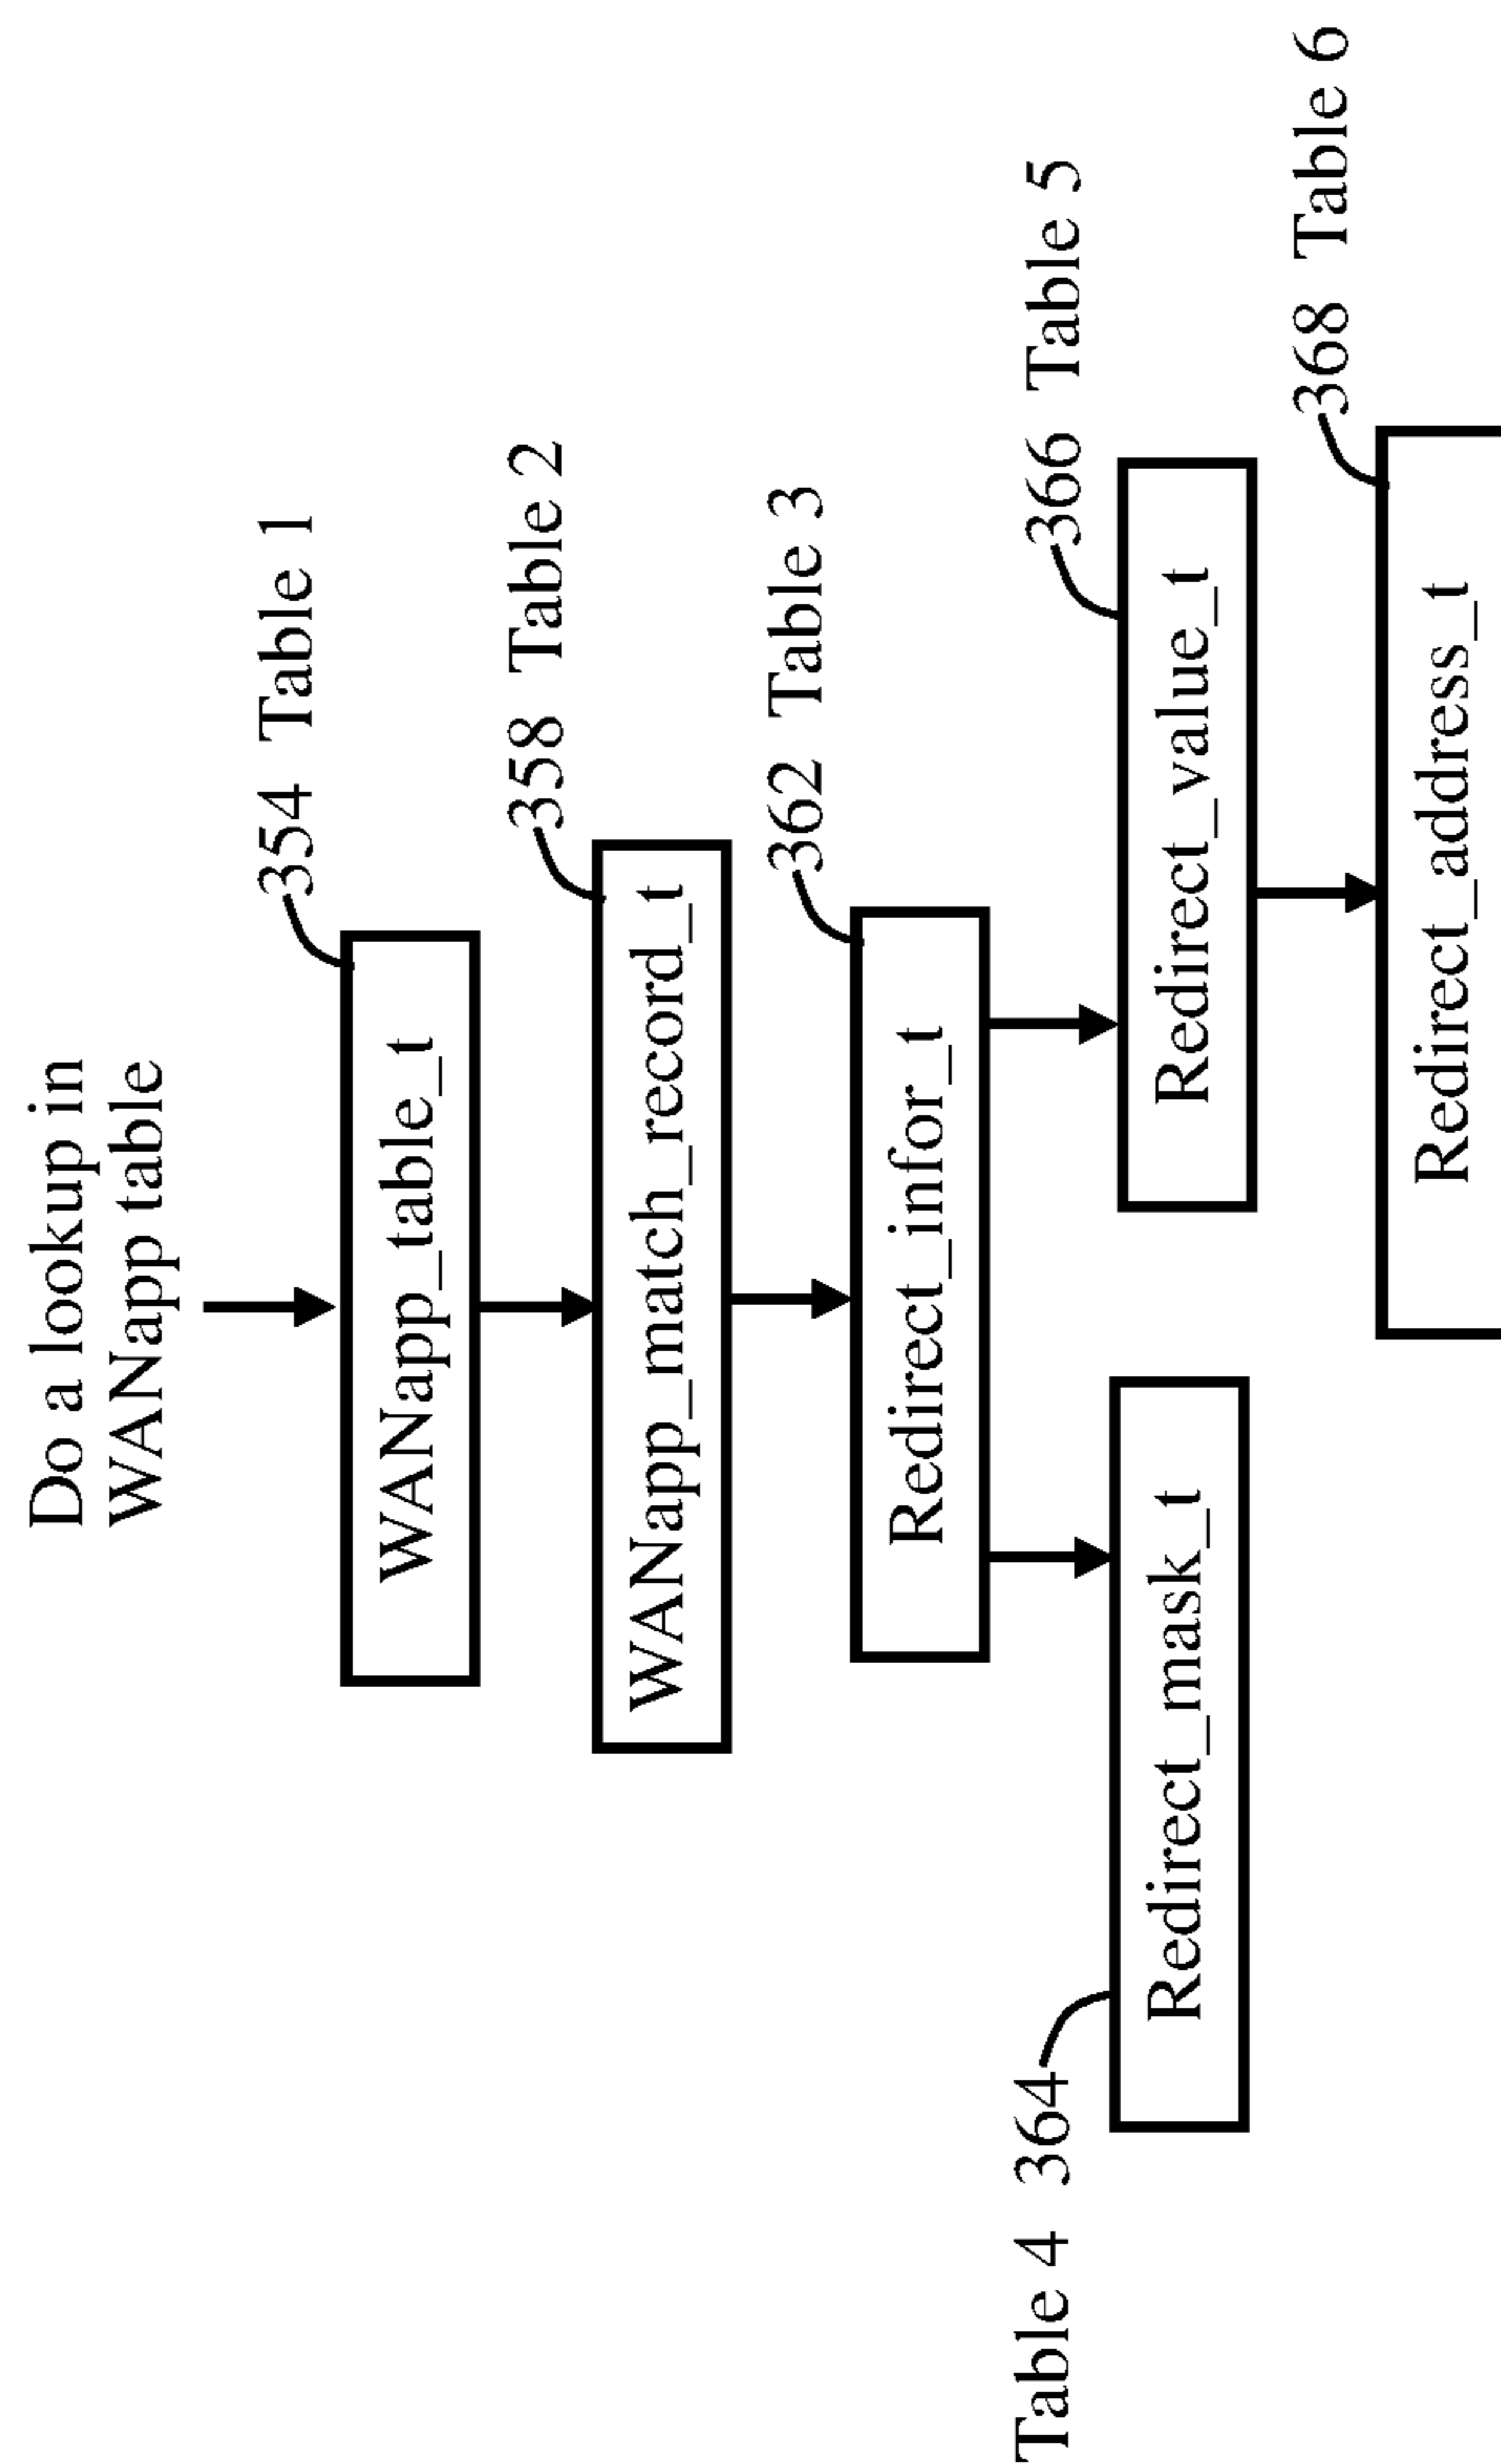 Do a lookup in
WANapp table
354 Table 1
WANapp_table_t
358 Table 2
WANapp_match_record_t
362 Table 3
Redirect_infor_t
Table 4 364
366 Table 5
Redirect_mask_t
Redirect_value_t
368 Table 6
Redirect_address_t